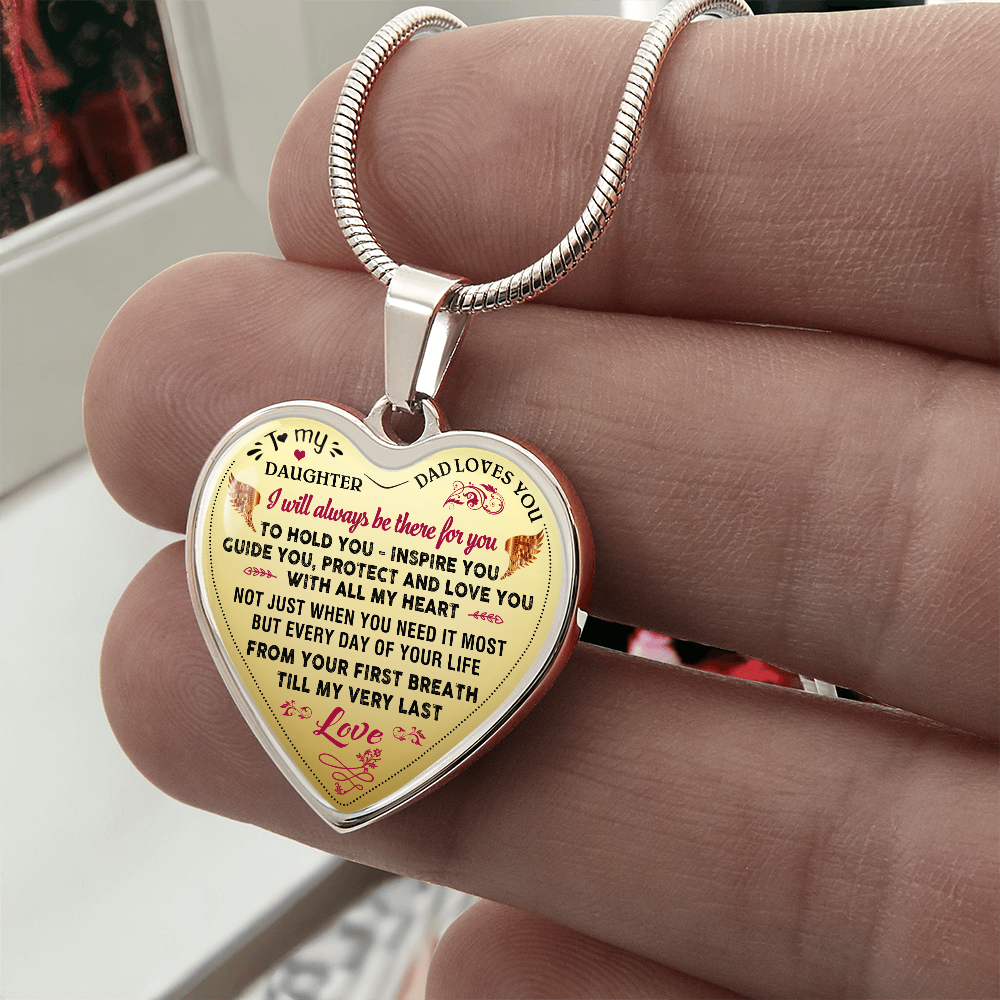 To my
DAUGHTER
DAD LOVES YOU
I will always be there for you
TO HOLD YOU - INSPIRE YOU
GUIDE YOU, PROTECT AND LOVE YOU
WITH ALL MY HEART
NOT JUST WHEN YOU NEED IT MOST
BUT EVERY DAY OF YOUR LIFE
FROM YOUR FIRST BREATH
TILL MY VERY LAST
Love